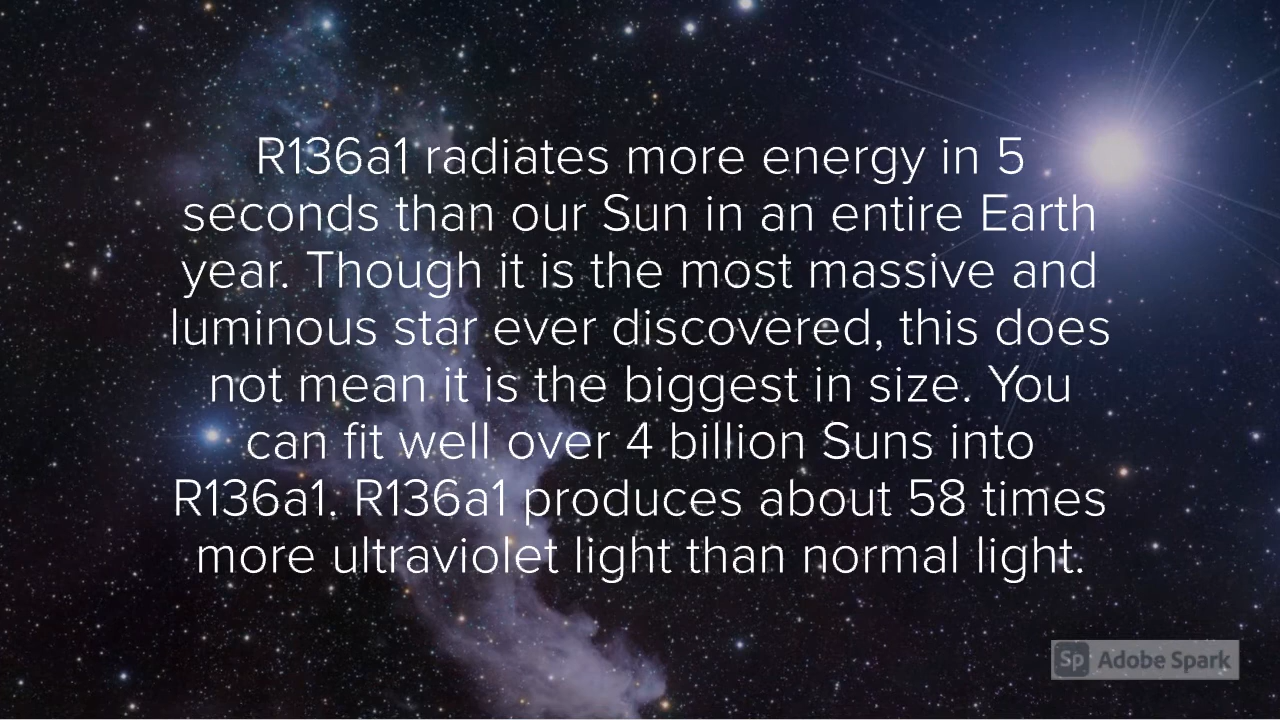 R136a1 radiates more energy in 5
seconds than our Sun in an entire Earth
year. Though it is the most massive and
luminous star ever discovered, this does
not mean it is the biggest in size. You
can fit well over 4 billion Suns into
R136a1. R136a1 produces about 58 times
more ultraviolet light than normal light.
Sp Adobe Spark